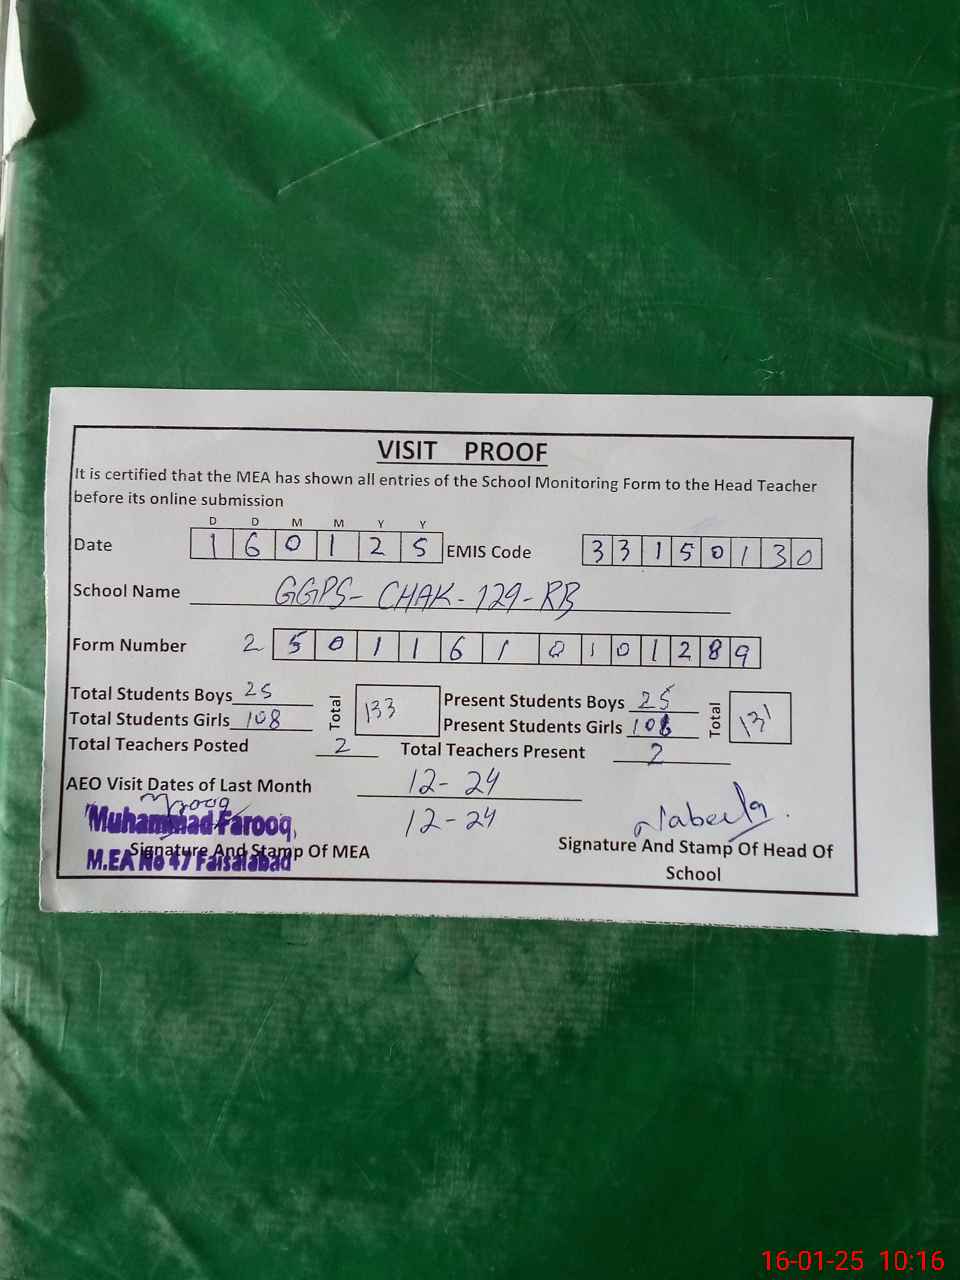 VISIT PROOF
It is certified that the MEA has shown all entries of the School Monitoring Form to the Head Teacher
before its online submission
D D M M Y Y
Date 1 6 0 1 2 5 EMIS Code 3 3 1 5 0 1 3 0
School Name GGPS- CHAK- 129- RB
Form Number 2 5 0 1 1 6 1 0 1 0 1 2 8 9
Total Students Boys 25 Total 133 Present Students Boys 25 Total 131
Total Students Girls 108 Present Students Girls
Total Teachers Posted 2 Total Teachers Present 2
AEO Visit Dates of Last Month 12-24
12-24
Muhammad Farooq,
Signature And Stamp Of MEA
M.EA No 47 Faisalabad
Nabeela
Signature And Stamp Of Head Of
School
16-01-25 10:16